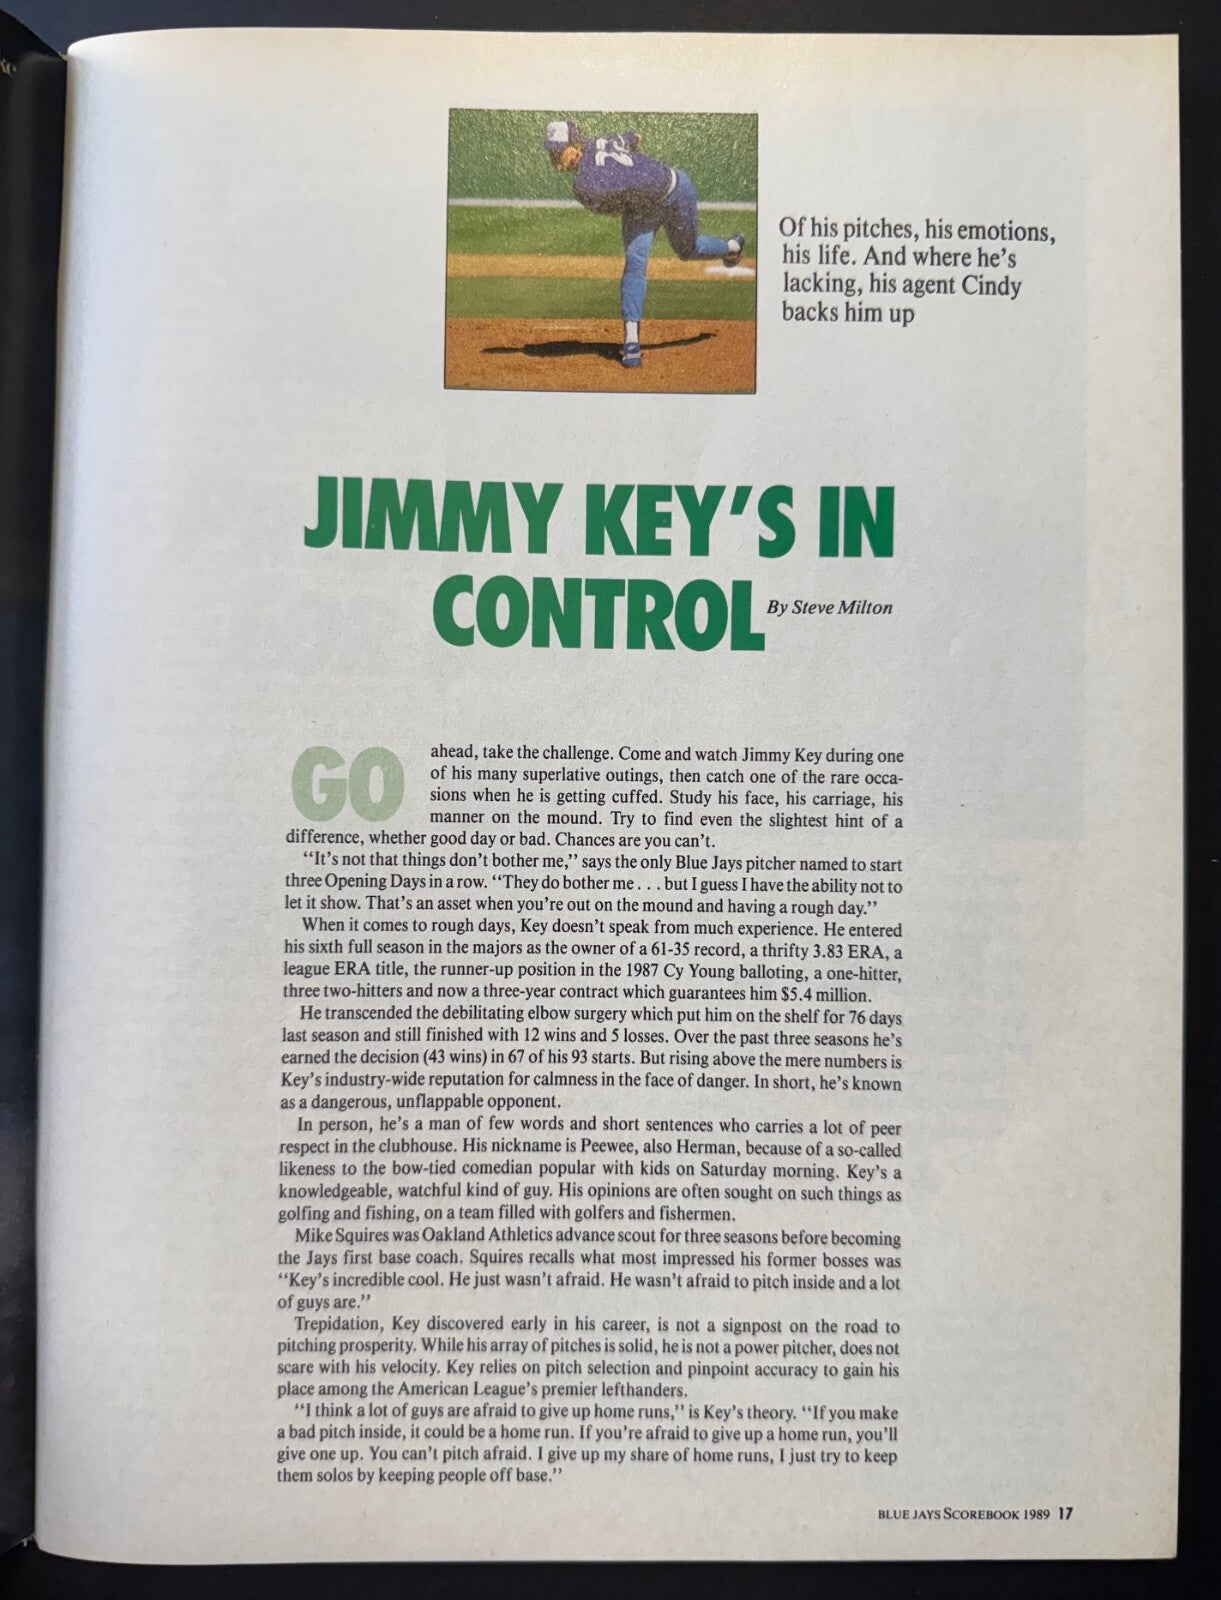 Of his pitches, his emotions,
his life. And where he's
lacking, his agent Cindy
backs him up
JIMMY KEY'S IN
CONTROL
By Steve Milton
GO ahead, take the challenge. Come and watch Jimmy Key during one
of his many superlative outings, then catch one of the rare occa-
sions when he is getting cuffed. Study his face, his carriage, his
manner on the mound. Try to find even the slightest hint of a
difference, whether good day or bad. Chances are you can't.
"It's not that things don't bother me," says the only Blue Jays pitcher named to start
three Opening Days in a row. "They do bother me . . . but I guess I have the ability not to
let it show. That's an asset when you're out on the mound and having a rough day."
When it comes to rough days, Key doesn't speak from much experience. He entered
his sixth full season in the majors as the owner of a 61-35 record, a thrifty 3.83 ERA, a
league ERA title, the runner-up position in the 1987 Cy Young balloting, a one-hitter,
three two-hitters and now a three-year contract which guarantees him $5.4 million.
He transcended the debilitating elbow surgery which put him on the shelf for 76 days
last season and still finished with 12 wins and 5 losses. Over the past three seasons he's
earned the decision (43 wins) in 67 of his 93 starts. But rising above the mere numbers is
Key's industry-wide reputation for calmness in the face of danger. In short, he's known
as a dangerous, unflappable opponent.
In person, he's a man of few words and short sentences who carries a lot of peer
respect in the clubhouse. His nickname is Peewee, also Herman, because of a so-called
likeness to the bow-tied comedian popular with kids on Saturday morning. Key's a
knowledgeable, watchful kind of guy. His opinions are often sought on such things as
golfing and fishing, on a team filled with golfers and fishermen.
Mike Squires was Oakland Athletics advance scout for three seasons before becoming
the Jays first base coach. Squires recalls what most impressed his former bosses was
"Key's incredible cool. He just wasn't afraid. He wasn't afraid to pitch inside and a lot
of guys are."
Trepidation, Key discovered early in his career, is not a signpost on the road to
pitching prosperity. While his array of pitches is solid, he is not a power pitcher, does not
scare with his velocity. Key relies on pitch selection and pinpoint accuracy to gain his
place among the American League's premier lefthanders.
"I think a lot of guys are afraid to give up home runs," is Key's theory. "If you make
a bad pitch inside, it could be a home run. If you're afraid to give up a home run, you'll
give one up. You can't pitch afraid. I give up my share of home runs, I just try to keep
them solos by keeping people off base."
BLUE JAYS SCOREBOOK 1989 17